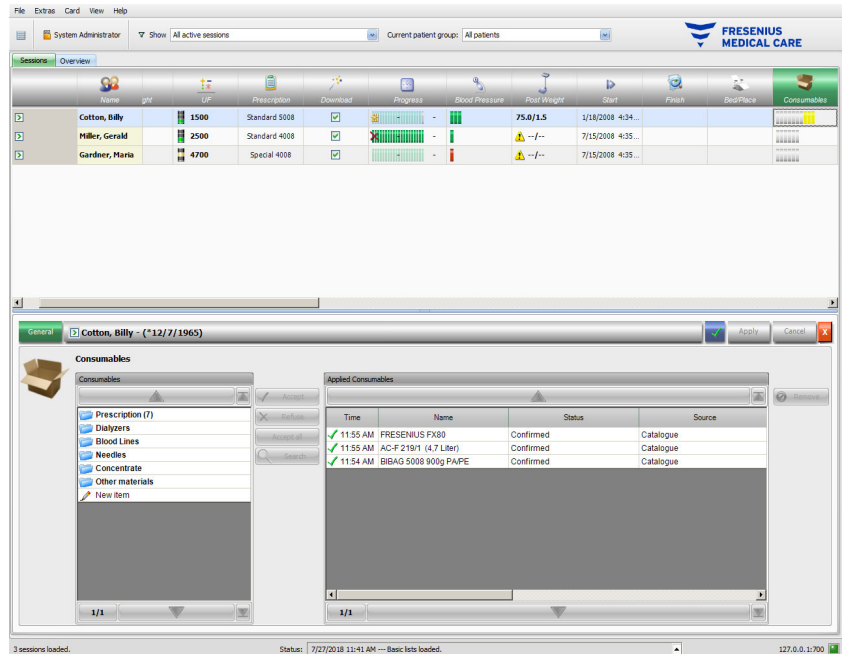 File Extras Card View Help
System Administrator Show All active sessions Current patient group: All patients
FRESENIUS
MEDICAL CARE
Sessions Overview
Name ght UF Prescription Download Progress Blood Pressure Post Weight Start Finish Bed/Place Consumables
Cotton, Billy 1500 Standard 5008 - - 75.0/1.5 1/18/2008 4:34...
Miller, Gerald 2500 Standard 4008 - - --/-- 7/15/2008 4:35...
Gardner, Maria 4700 Special 4008 - - --/-- 7/15/2008 4:35...
General Cotton, Billy - (*12/7/1965) Apply Cancel X
Consumables
Consumables Applied Consumables
Accept Remove
Prescription (7) Refuse Time Name Status Source
Dialyzers Accept all 11:55 AM FRESENIUS FX80 Confirmed Catalogue
Blood Lines 11:55 AM AC-F 219/1 (4,7 Liter) Confirmed Catalogue
Needles Search 11:54 AM BIBAG 5008 900g PA/PE Confirmed Catalogue
Concentrate
Other materials
New item
1/1 1/1
3 sessions loaded. Status: 7/27/2018 11:41 AM --- Basic lists loaded. 127.0.0.1:700